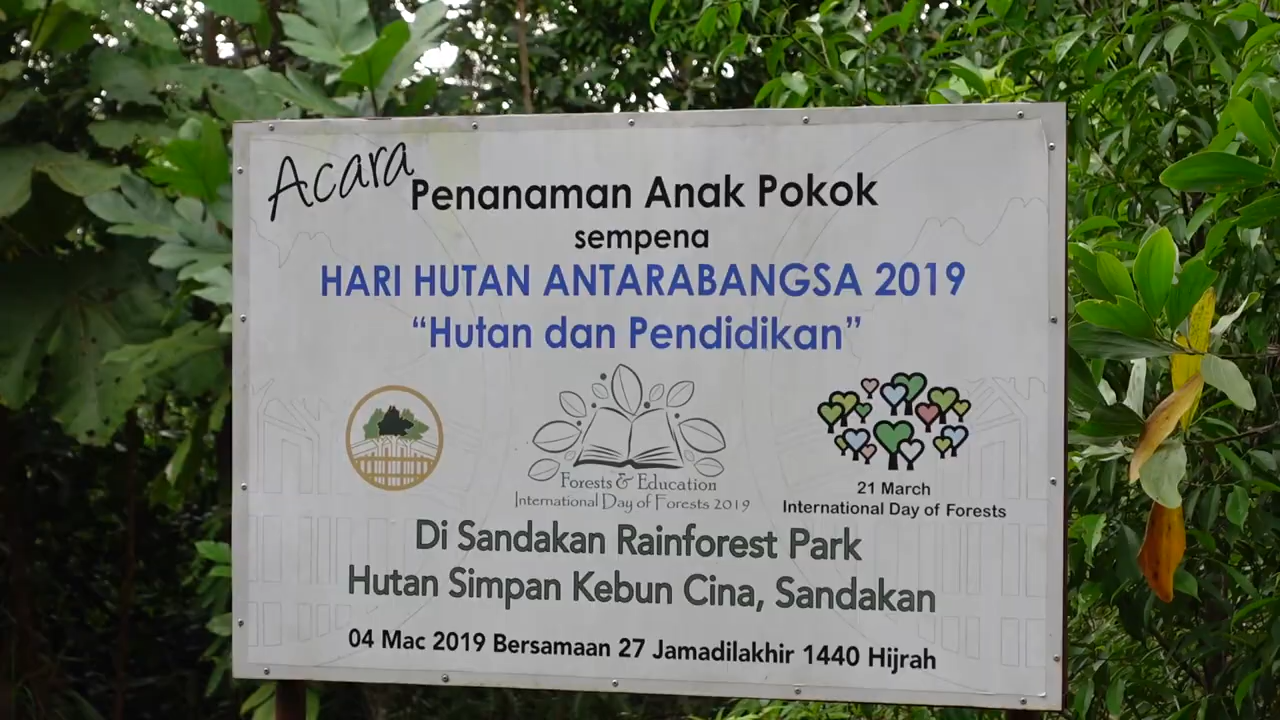 Acara Penanaman Anak Pokok
sempena
HARI HUTAN ANTARABANGSA 2019
“Hutan dan Pendidikan”
Forests & Education
International Day of Forests 2019
21 March
International Day of Forests
Di Sandakan Rainforest Park
Hutan Simpan Kebun Cina, Sandakan
04 Mac 2019 Bersamaan 27 Jamadilakhir 1440 Hijrah